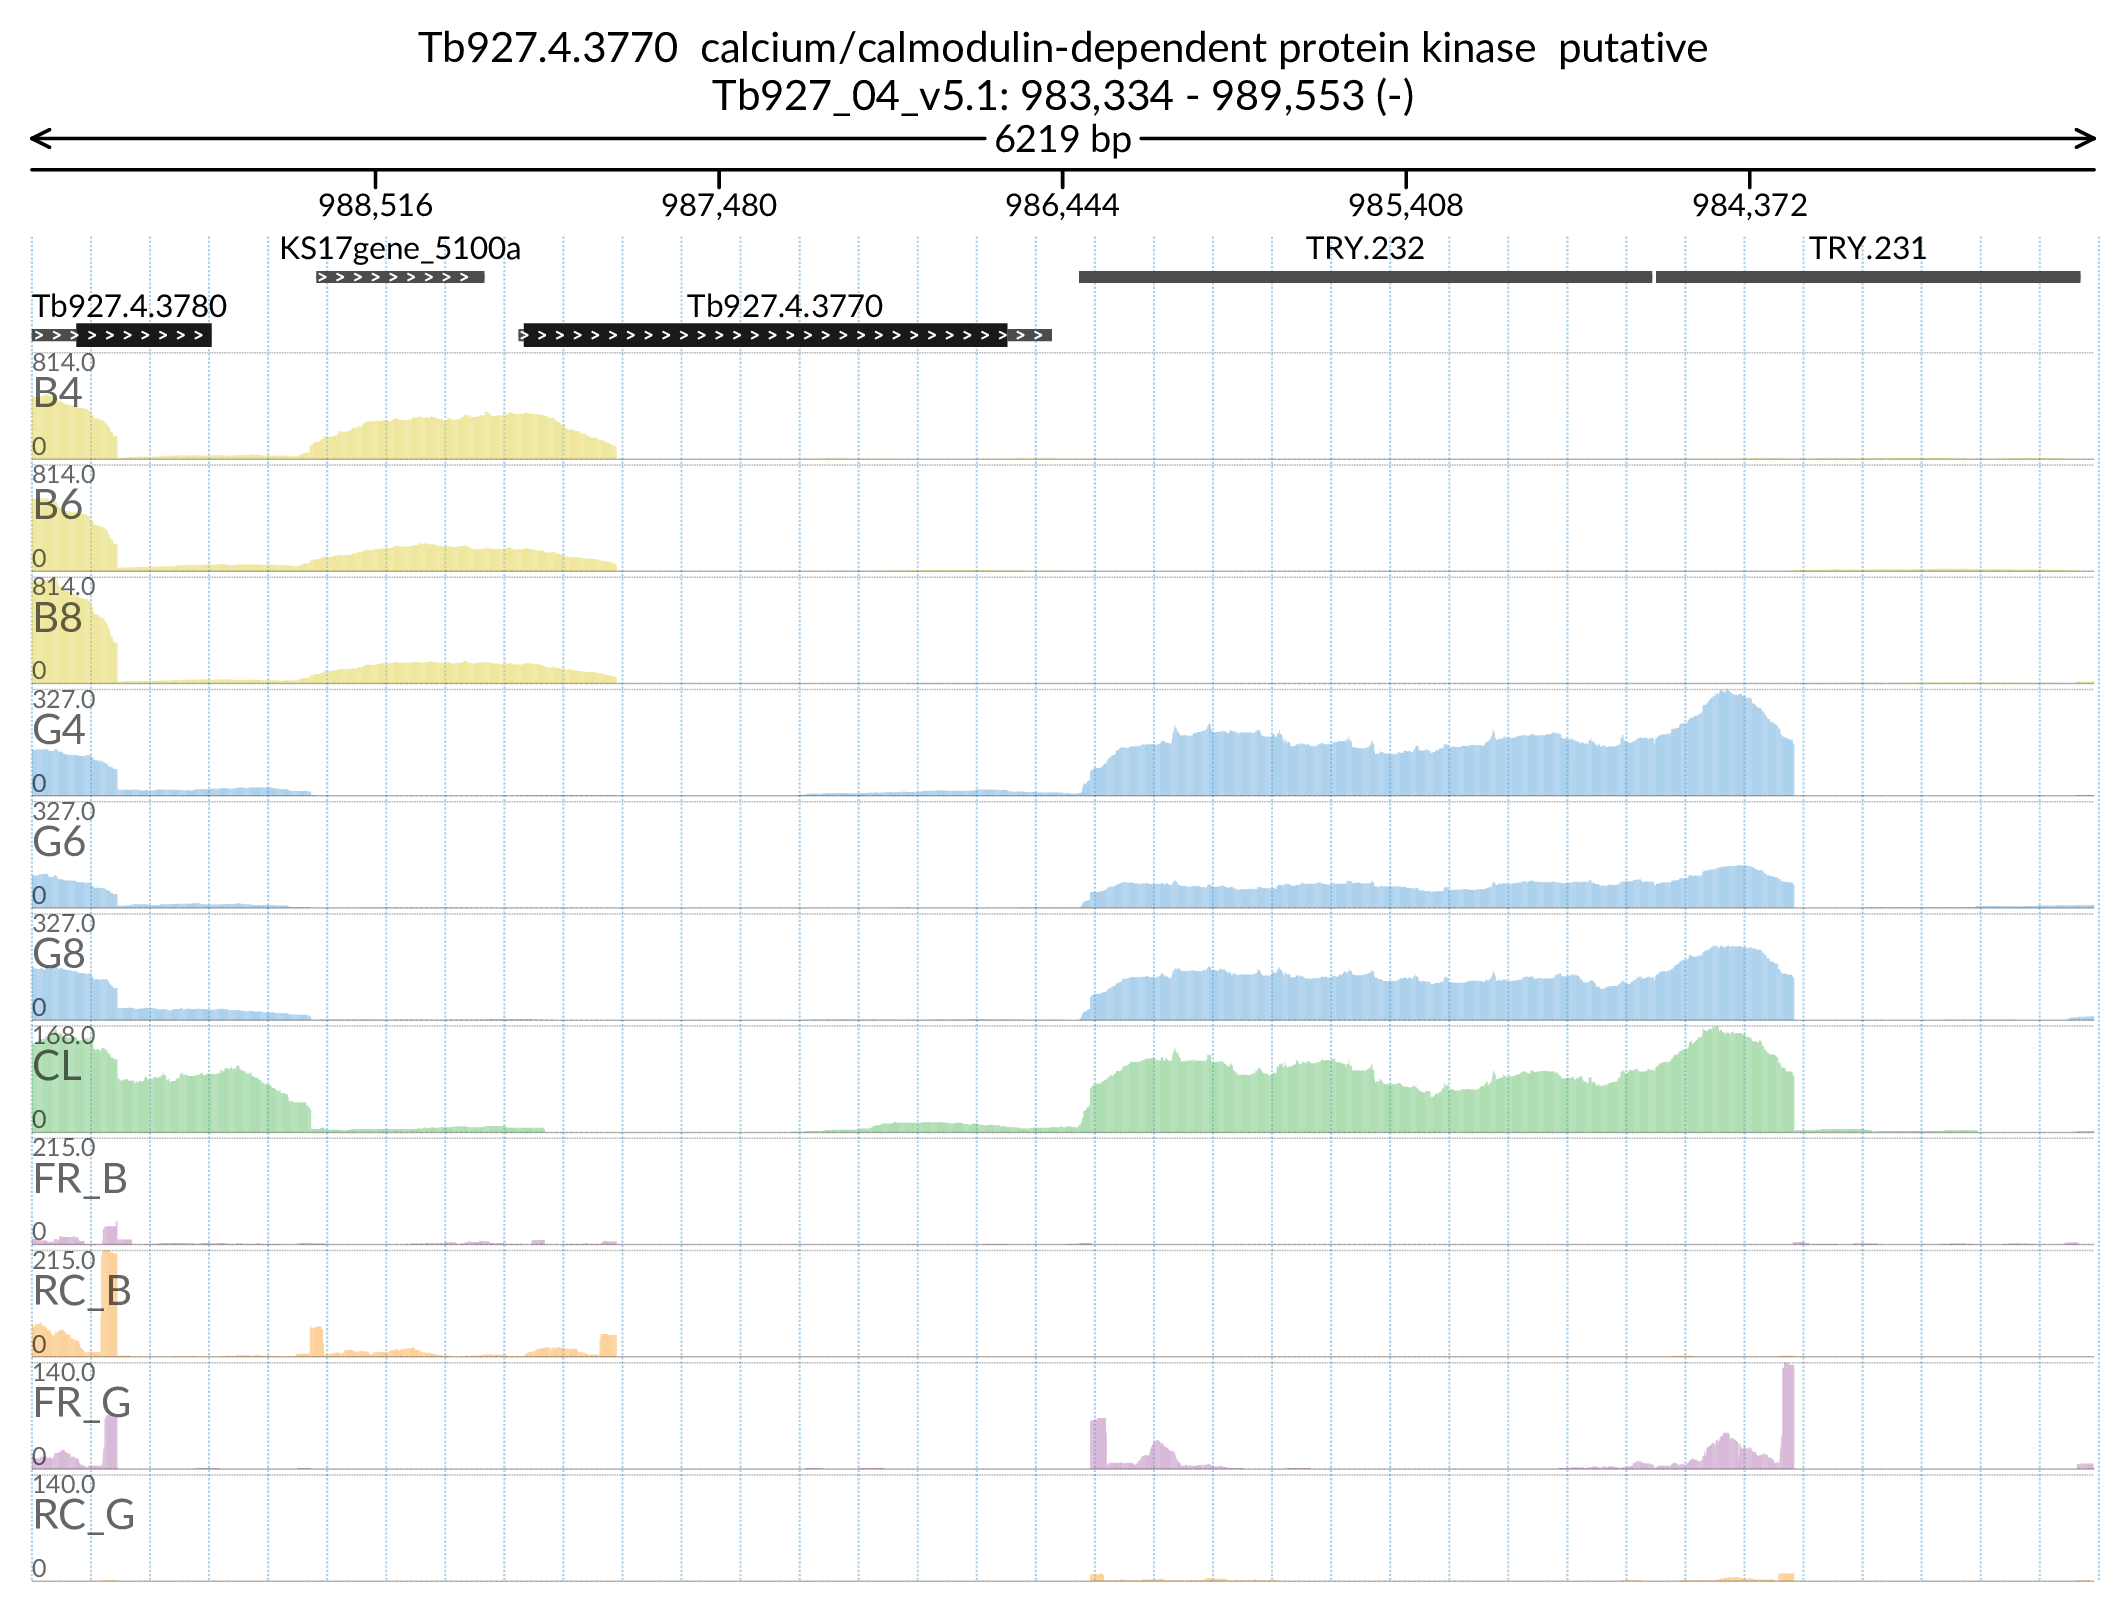 Tb927.4.3770  calcium/calmodulin-dependent protein kinase  putative
Tb927_04_v5.1: 983,334 - 989,553 (-)
6219 bp
988,516 987,480 986,444 985,408 984,372
KS17gene_5100a TRY.232 TRY.231
Tb927.4.3780 Tb927.4.3770
814.0
B4
0
814.0
B6
0
814.0
B8
0
327.0
G4
0
327.0
G6
0
327.0
G8
0
168.0
CL
0
215.0
FR_B
0
215.0
RC_B
0
140.0
FR_G
0
140.0
RC_G
0